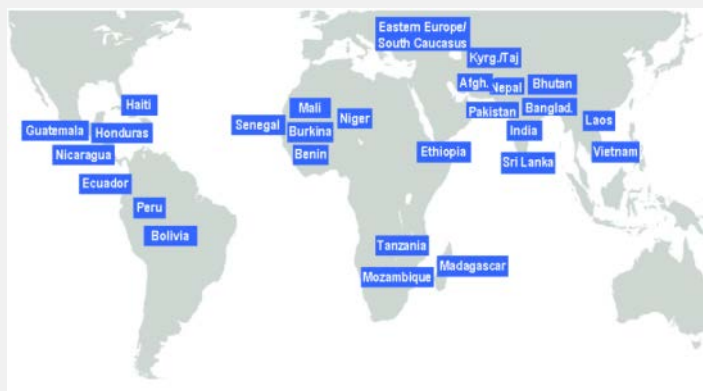 Eastern Europe/
South Caucasus
Kyrg./Taj
Afgh.
Nepal
Bhutan
Haiti
Mali
Niger
Pakistan
Banglad.
Laos
Guatemala
Honduras
Senegal
Burkina
India
Nicaragua
Benin
Ethiopia
Sri Lanka
Vietnam
Ecuador
Peru
Bolivia
Tanzania
Mozambique
Madagascar